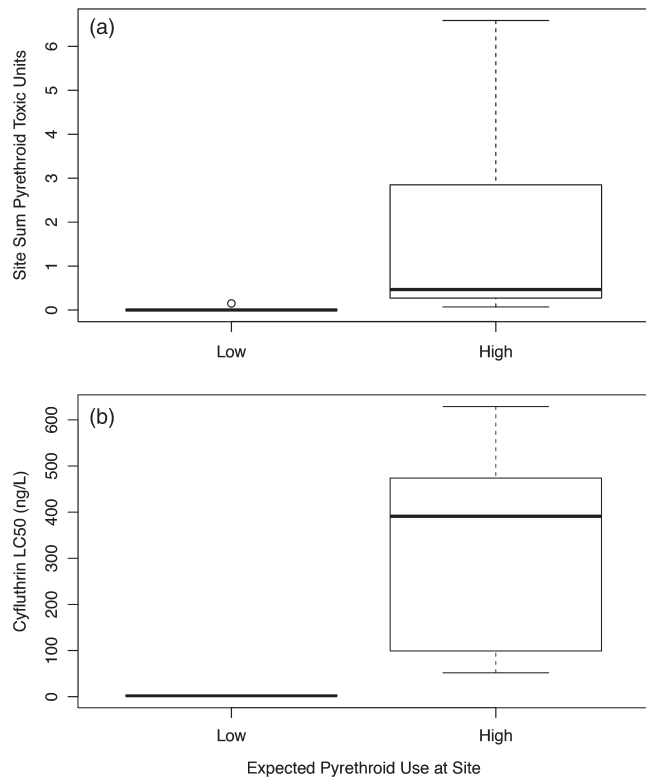 (a)
Site Sum Pyrethroid Toxic Units
6
5
4
3
2
1
0
Low High
(b)
Cyfluthrin LC50 (ng/L)
600
500
400
300
200
100
0
Low High
Expected Pyrethroid Use at Site